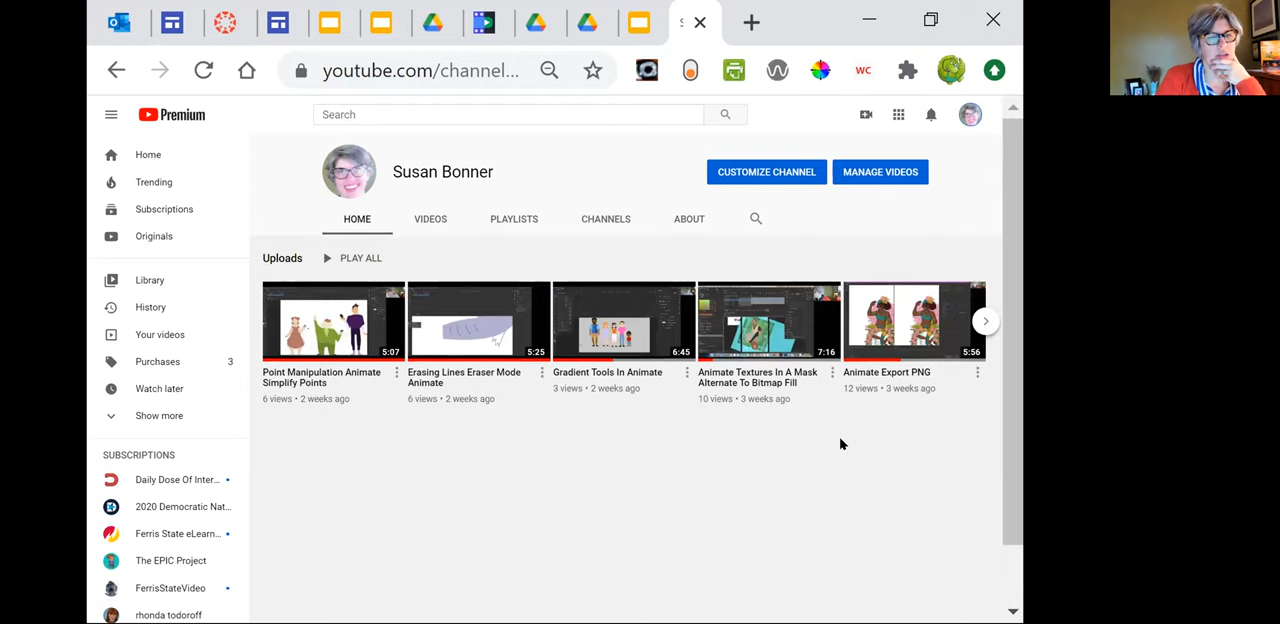 youtube.com/channel...
WC
Premium
Search
Home
Trending
Subscriptions
Originals
Library
History
Your videos
Purchases 3
Watch later
Show more
SUBSCRIPTIONS
Daily Dose Of Inter...
2020 Democratic Nat...
Ferris State eLearn...
The EPIC Project
FerrisStateVideo
rhonda todoroff
Susan Bonner
CUSTOMIZE CHANNEL
MANAGE VIDEOS
HOME VIDEOS PLAYLISTS CHANNELS ABOUT
Uploads PLAY ALL
5:07
Point Manipulation Animate
Simplify Points
6 views • 2 weeks ago
5:25
Erasing Lines Eraser Mode
Animate
6 views • 2 weeks ago
6:45
Gradient Tools In Animate
3 views • 2 weeks ago
7:16
Animate Textures In A Mask
Alternate To Bitmap Fill
10 views • 3 weeks ago
5:56
Animate Export PNG
12 views • 3 weeks ago